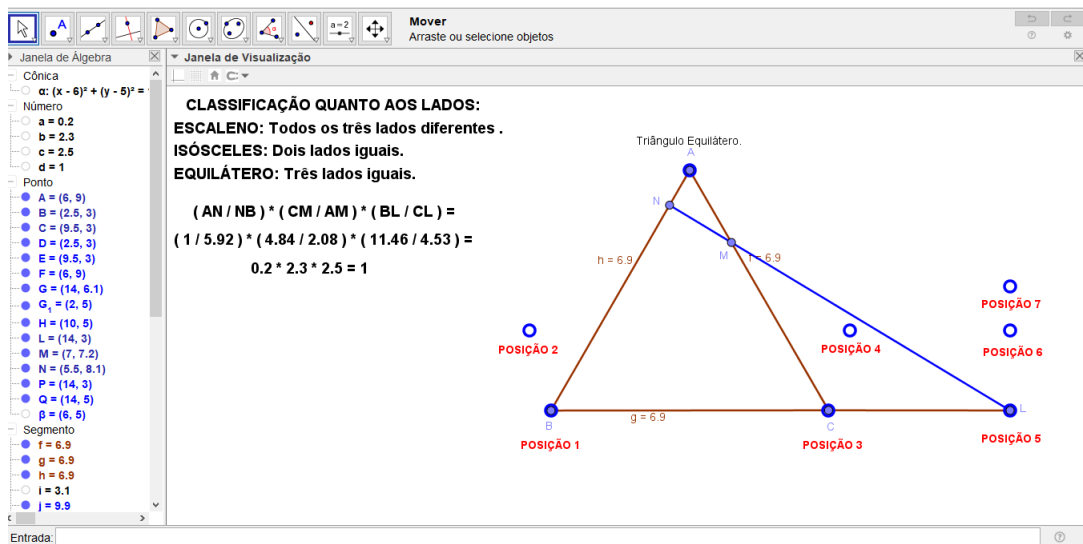 A
a=2
Mover
Arraste ou selecione objetos
Janela de Álgebra
Janela de Visualização
Cônica
α: (x - 6)² + (y - 5)² =
Número
a = 0.2
b = 2.3
c = 2.5
d = 1
Ponto
A = (6, 9)
B = (2.5, 3)
C = (9.5, 3)
D = (2.5, 3)
E = (9.5, 3)
F = (6, 9)
G = (14, 6.1)
G₁ = (2, 5)
H = (10, 5)
L = (14, 3)
M = (7, 7.2)
N = (5.5, 8.1)
P = (14, 3)
Q = (14, 5)
β = (6, 5)
Segmento
f = 6.9
g = 6.9
h = 6.9
i = 3.1
j = 9.9
CLASSIFICAÇÃO QUANTO AOS LADOS:
ESCALENO: Todos os três lados diferentes .
ISÓSCELES: Dois lados iguais.
EQUILÁTERO: Três lados iguais.
( AN / NB ) * ( CM / AM ) * ( BL / CL ) =
( 1 / 5.92 ) * ( 4.84 / 2.08 ) * ( 11.46 / 4.53 ) =
0.2 * 2.3 * 2.5 = 1
Triângulo Equilátero.
A
N
M
h = 6.9
f = 6.9
POSIÇÃO 7
POSIÇÃO 2
POSIÇÃO 4
POSIÇÃO 6
B
g = 6.9
C
L
POSIÇÃO 1
POSIÇÃO 3
POSIÇÃO 5
Entrada: